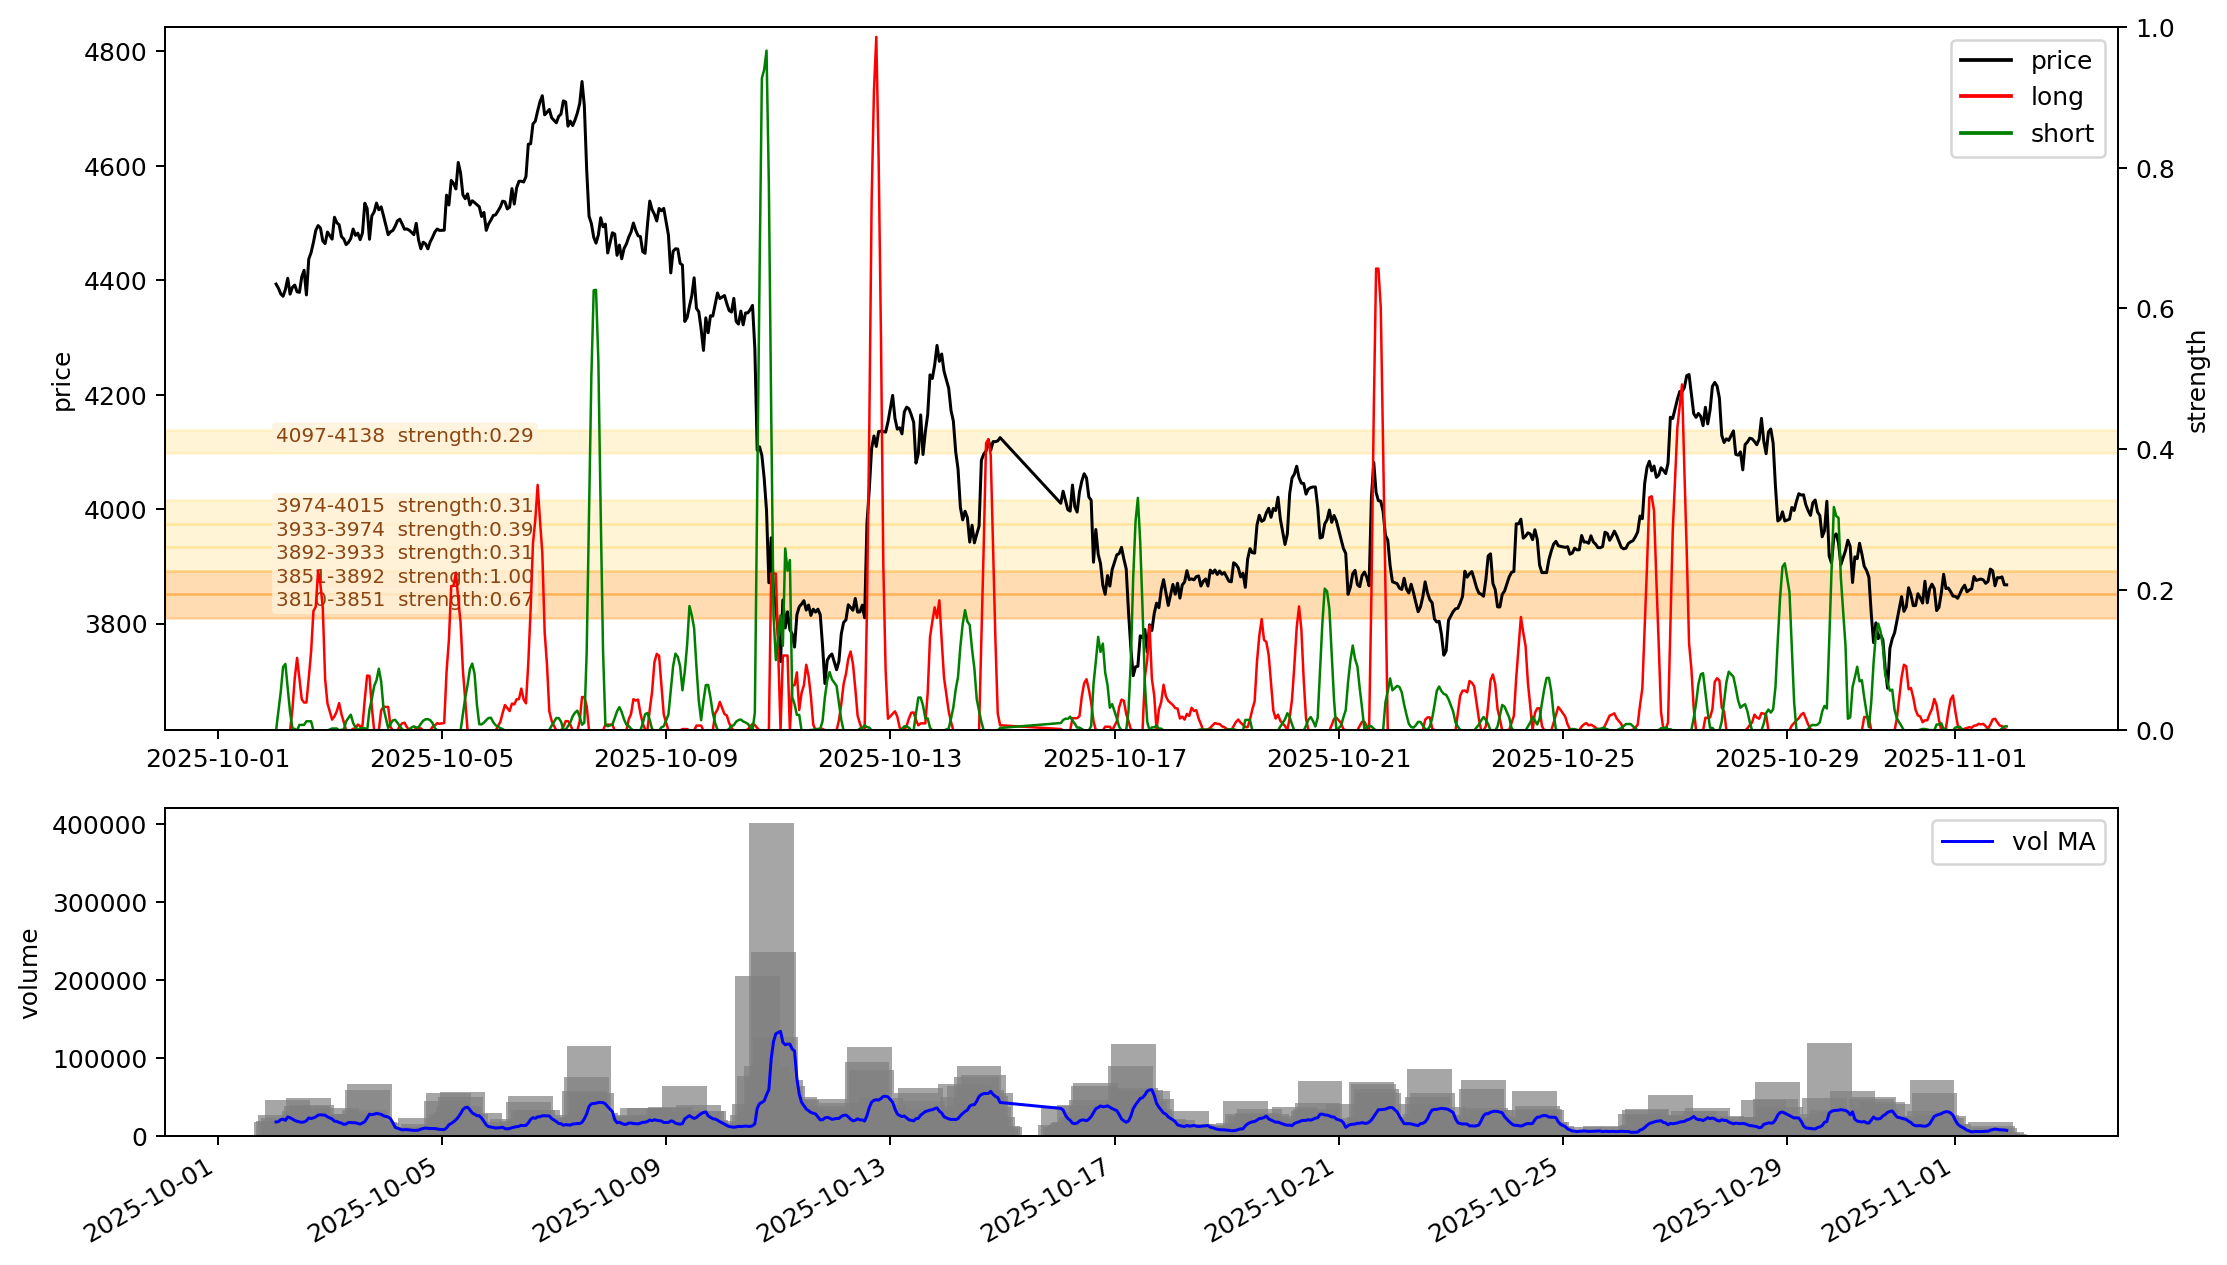 4800
4600
4400
4200
4000
3800
price
1.0
0.8
0.6
0.4
0.2
0.0
strength
price
long
short
4097-4138  strength:0.29
3974-4015  strength:0.31
3933-3974  strength:0.39
3892-3933  strength:0.31
3851-3892  strength:1.00
3810-3851  strength:0.67
2025-10-01 2025-10-05 2025-10-09 2025-10-13 2025-10-17 2025-10-21 2025-10-25 2025-10-29 2025-11-01
400000
300000
200000
100000
0
volume
vol MA
2025-10-01 2025-10-05 2025-10-09 2025-10-13 2025-10-17 2025-10-21 2025-10-25 2025-10-29 2025-11-01